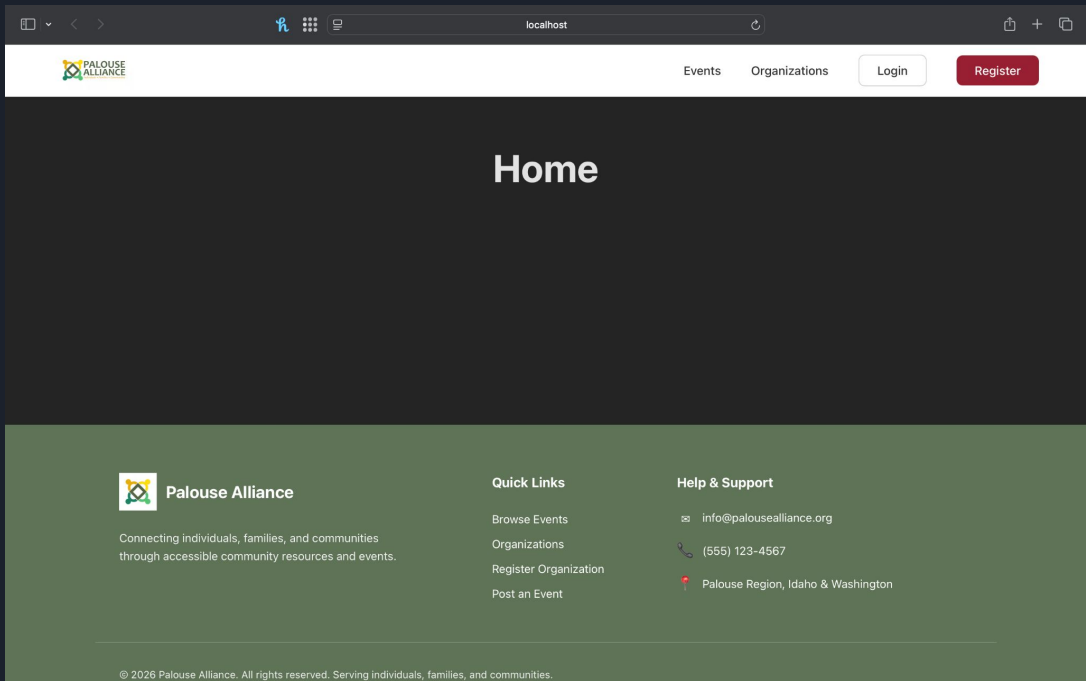 localhost
PALOUSE
ALLIANCE
Events
Organizations
Login
Register
Home
Palouse Alliance
Connecting individuals, families, and communities
through accessible community resources and events.
Quick Links
Browse Events
Organizations
Register Organization
Post an Event
Help & Support
info@palousealliance.org
(555) 123-4567
Palouse Region, Idaho & Washington
© 2026 Palouse Alliance. All rights reserved. Serving individuals, families, and communities.